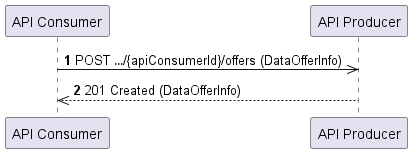 API Consumer
API Producer
1 POST .../{apiConsumerId}/offers (DataOfferInfo)
2 201 Created (DataOfferInfo)
API Consumer
API Producer